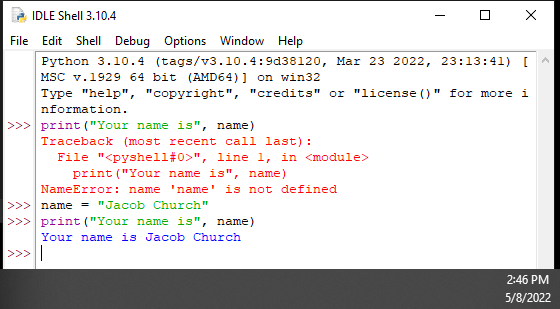 IDLE Shell 3.10.4
File Edit Shell Debug Options Window Help
Python 3.10.4 (tags/v3.10.4:9d38120, Mar 23 2022, 23:13:41) [
MSC v.1929 64 bit (AMD64)] on win32
Type "help", "copyright", "credits" or "license()" for more i
nformation.
>>> print("Your name is", name)
Traceback (most recent call last):
  File "<pyshell#0>", line 1, in <module>
    print("Your name is", name)
NameError: name 'name' is not defined
>>> name = "Jacob Church"
>>> print("Your name is", name)
Your name is Jacob Church
>>>
2:46 PM
5/8/2022